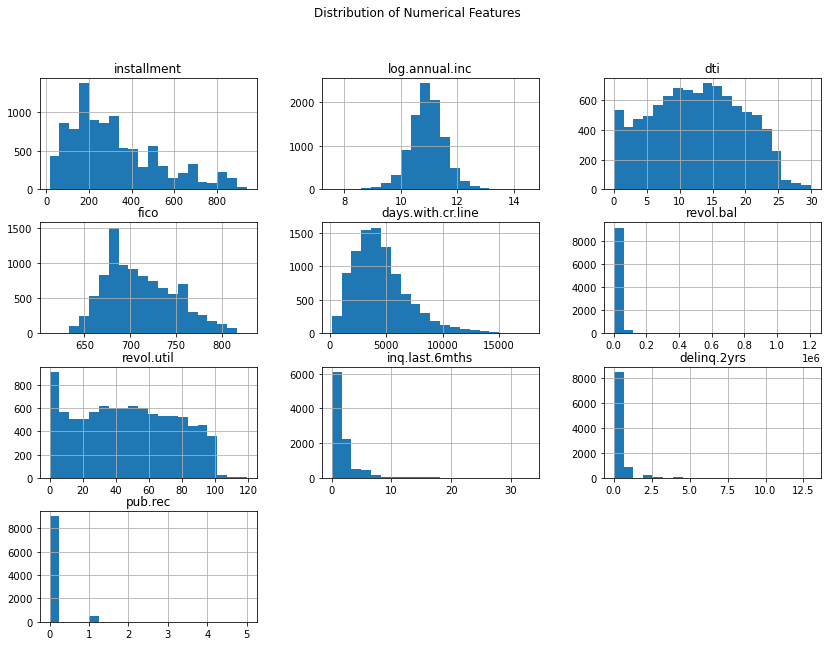 Distribution of Numerical Features
installment
0 500 1000
0 200 400 600 800
log.annual.inc
0 1000 2000
8 10 12 14
dti
0 200 400 600
0 5 10 15 20 25 30
fico
0 500 1000 1500
650 700 750 800
days.with.cr.line
0 500 1000 1500
0 5000 10000 15000
revol.bal
0 2000 4000 6000 8000
0.0 0.2 0.4 0.6 0.8 1.0 1.2
1e6
revol.util
0 200 400 600 800
0 20 40 60 80 100 120
inq.last.6mths
0 2000 4000 6000
0 10 20 30
delinq.2yrs
0 2000 4000 6000 8000
0.0 2.5 5.0 7.5 10.0 12.5
pub.rec
0 2000 4000 6000 8000
0 1 2 3 4 5